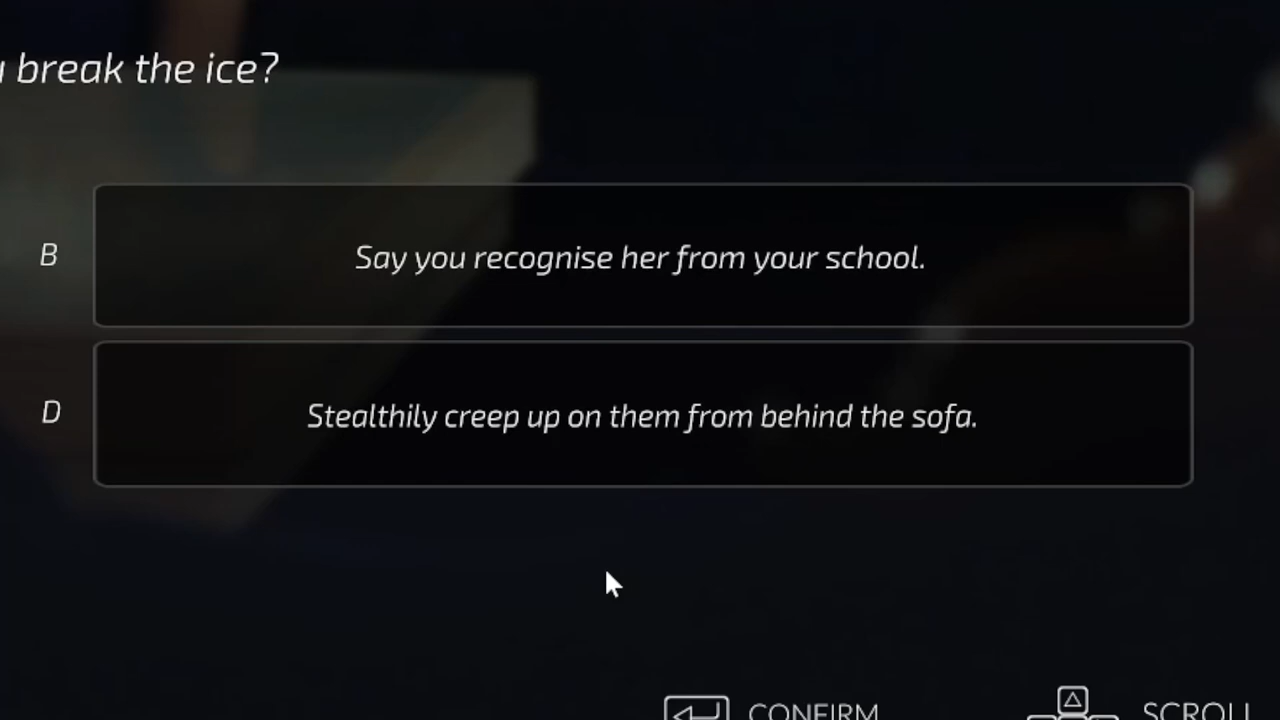 break the ice?
B
Say you recognise her from your school.
D
Stealthily creep up on them from behind the sofa.
CONFIRM
SCROLL